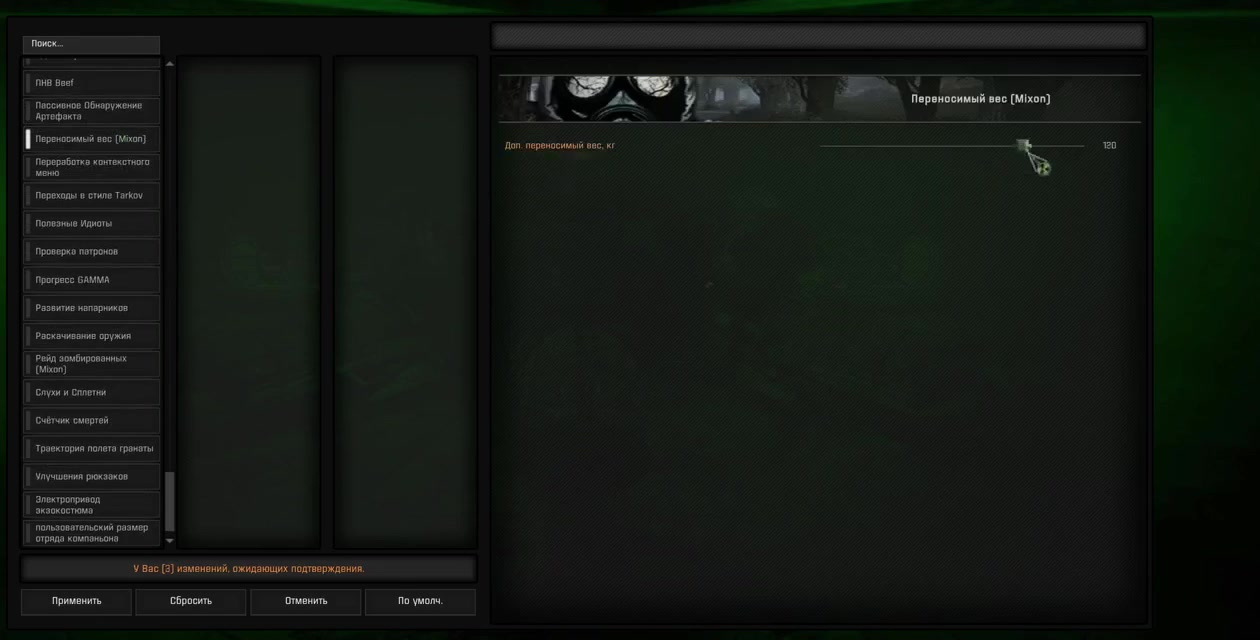 Поиск...
ПНВ Beef
Пассивное Обнаружение
Артефакта
Переносимый вес (Mixon)
Переработка контекстного
меню
Переходы в стиле Tarkov
Полезные Идиоты
Проверка патронов
Прогресс GAMMA
Развитие напарников
Раскачивание оружия
Рейд зомбированных
(Mixon)
Слухи и Сплетни
Счётчик смертей
Траектория полета гранаты
Улучшения рюкзаков
Электропривод
экзокостюма
пользовательский размер
отряда компаньона
У Вас (3) изменений, ожидающих подтверждения.
Применить
Сбросить
Отменить
По умолч.
Переносимый вес (Mixon)
Доп. переносимый вес, кг
120